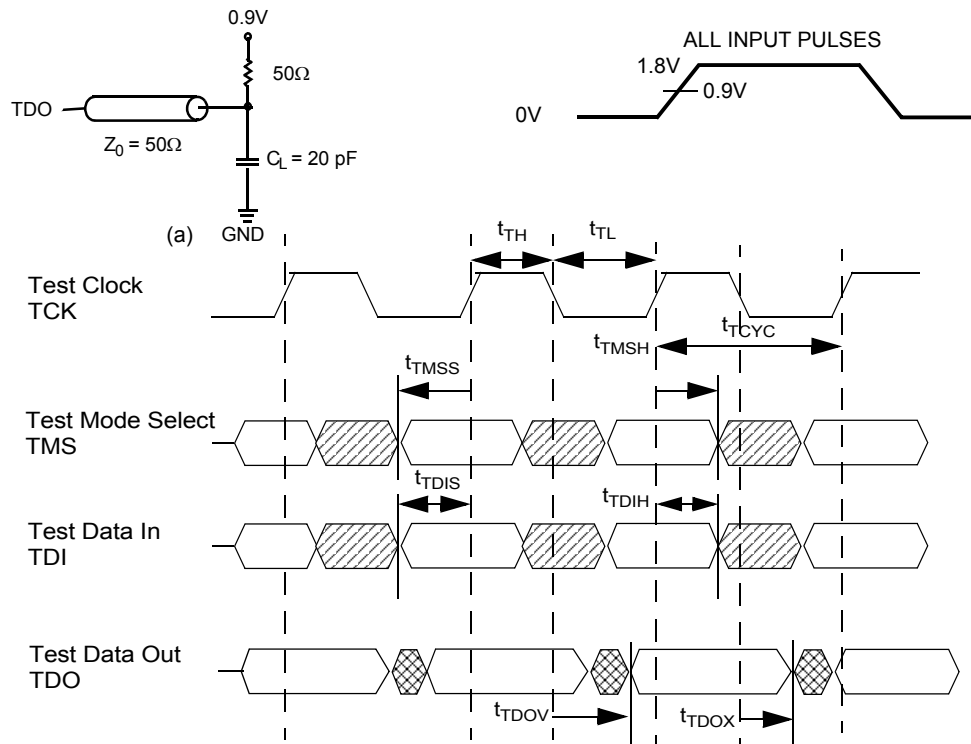 0.9V
50Ω
TDO
Z0 = 50Ω
CL = 20 pF
(a)
GND
ALL INPUT PULSES
1.8V
0.9V
0V
tTH
tTL
Test Clock
TCK
tTMSH
tTCYC
tTMSS
Test Mode Select
TMS
tTDIS
tTDIH
Test Data In
TDI
Test Data Out
TDO
tTDOV
tTDOX